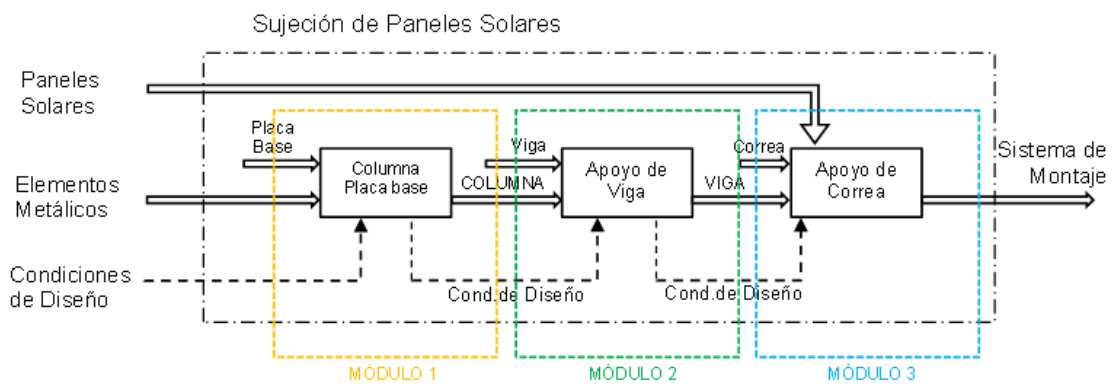 Sujeción de Paneles Solares
Paneles
Solares
Placa
Base
Viga
Correa
Columna
Placa base
COLUMNA
Apoyo de
Viga
VIGA
Apoyo de
Correa
Sistema de
Montaje
Elementos
Metálicos
Condiciones
de Diseño
Cond.de Diseño
Cond.de Diseño
MÓDULO 1
MÓDULO 2
MÓDULO 3